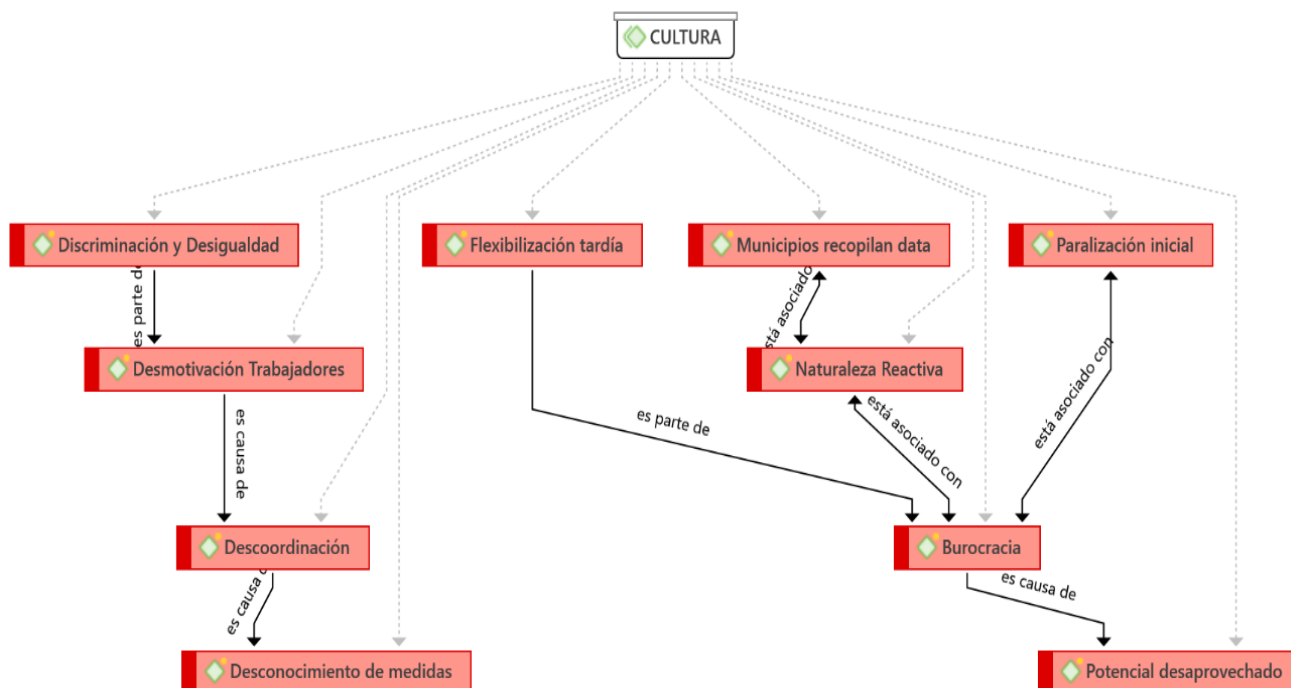 CULTURA
Discriminación y Desigualdad
Flexibilización tardía
Municipios recopilan data
Paralización inicial
es parte de
está asociado
Desmotivación Trabajadores
Naturaleza Reactiva
es causa de
es parte de
está asociado con
está asociado con
Descoordinación
Burocracia
es causa
es causa de
Desconocimiento de medidas
Potencial desaprovechado